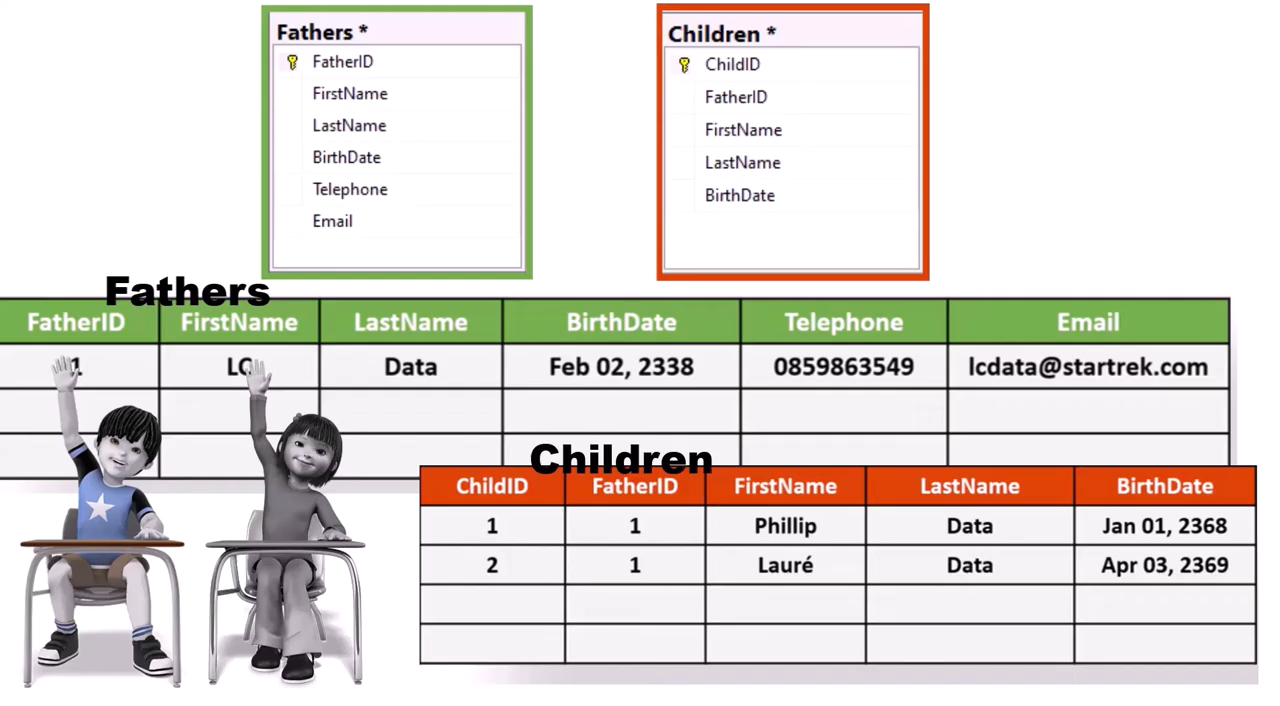 Fathers *
FatherID
FirstName
LastName
BirthDate
Telephone
Email
Children *
ChildID
FatherID
FirstName
LastName
BirthDate
Fathers
FatherID FirstName LastName BirthDate Telephone Email
1 LC Data Feb 02, 2338 0859863549 lcdata@startrek.com
Children
ChildID FatherID FirstName LastName BirthDate
1 1 Phillip Data Jan 01, 2368
2 1 Lauré Data Apr 03, 2369